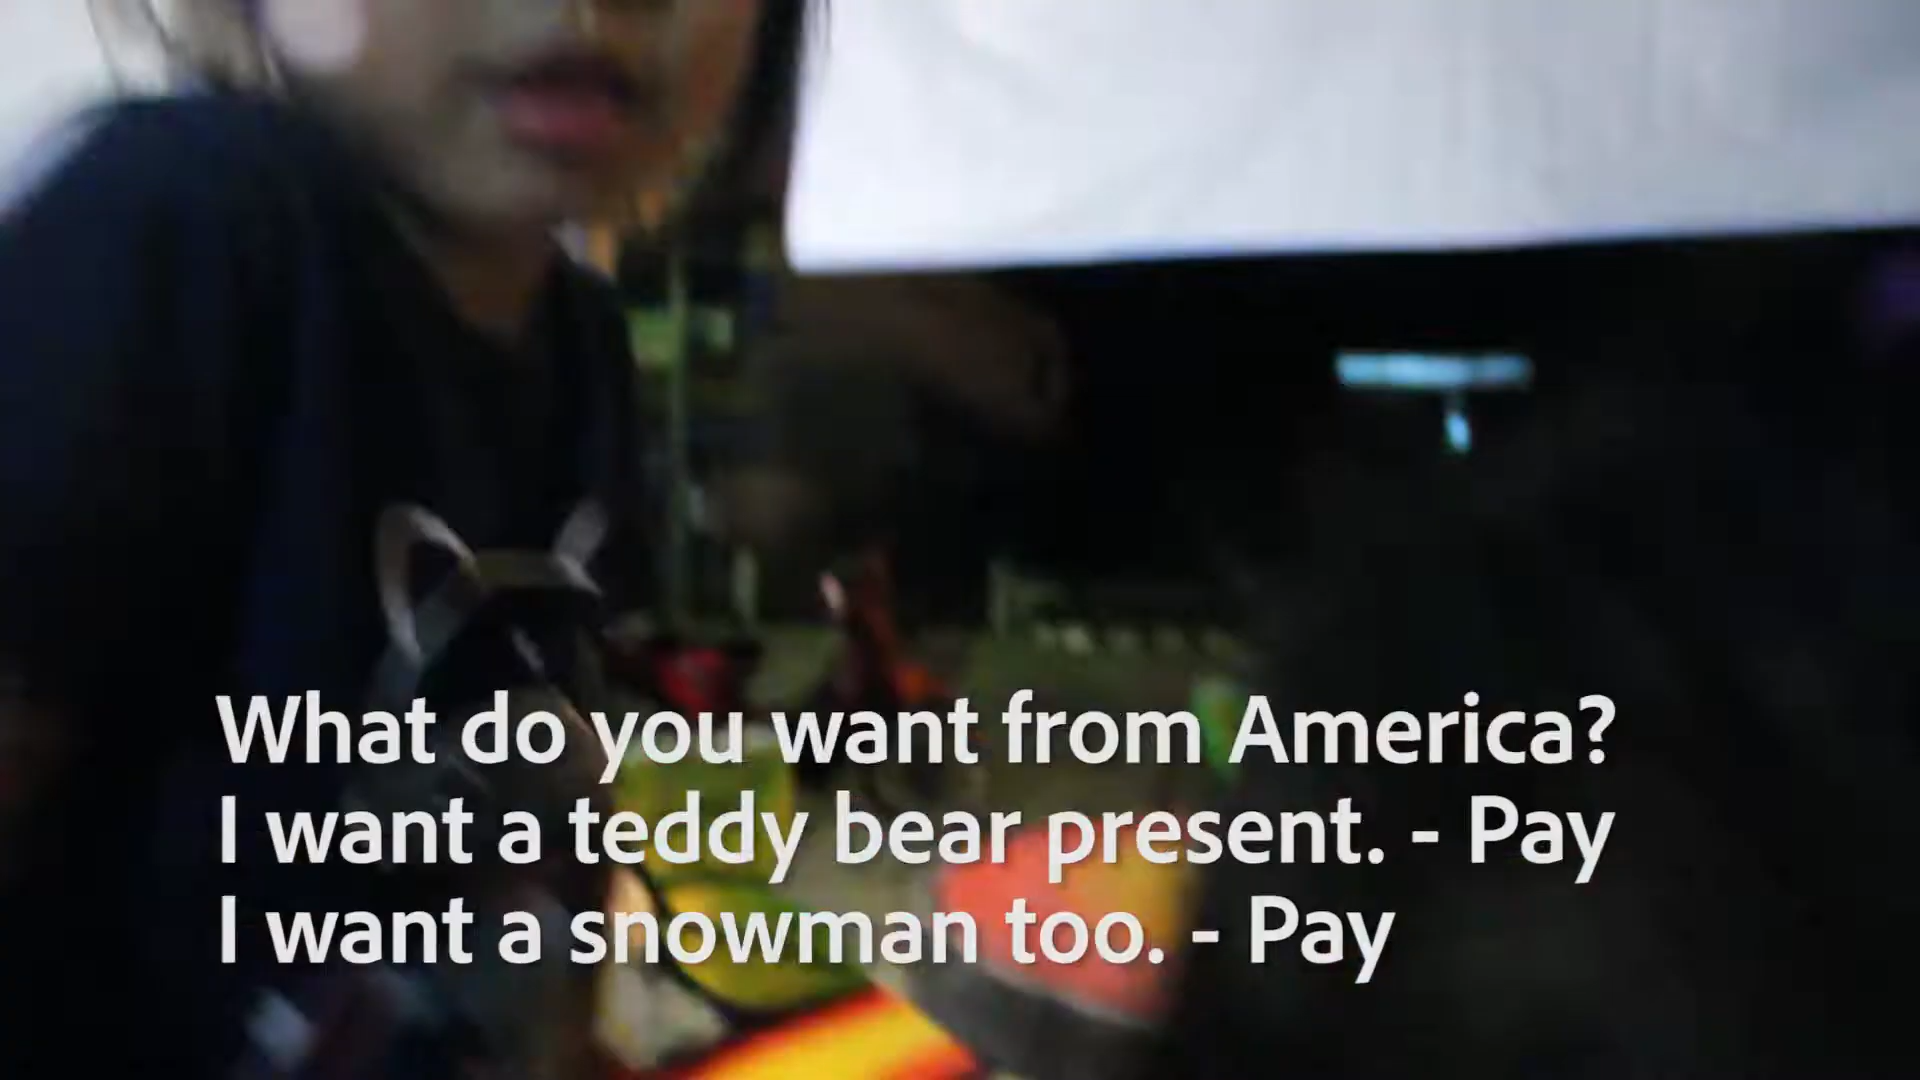 What do you want from America?
I want a teddy bear present. - Pay
I want a snowman too. - Pay